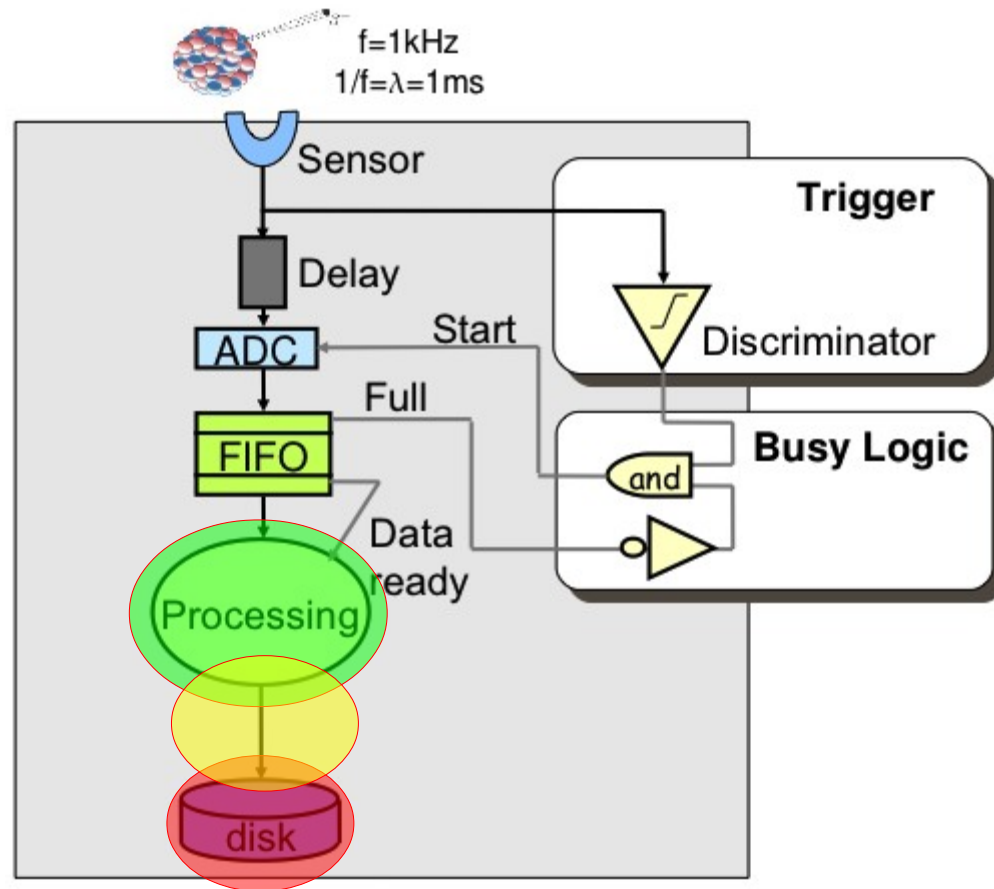 f=1kHz
1/f=λ=1ms
Sensor
Trigger
Delay
Start
ADC
Discriminator
Full
Busy Logic
FIFO
and
Data
ready
Processing
disk